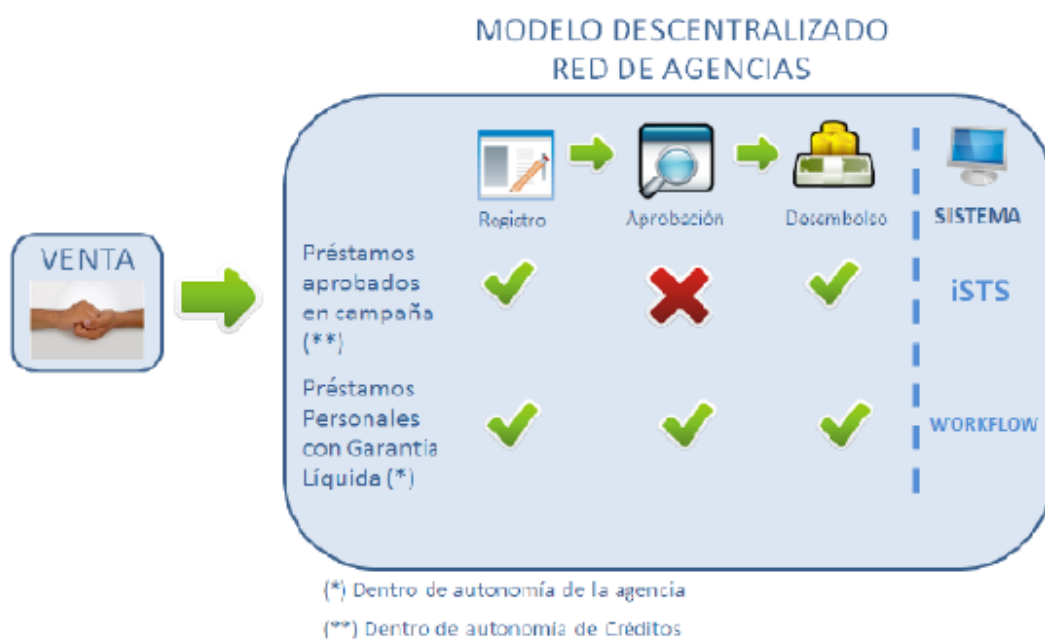 MODELO DESCENTRALIZADO
RED DE AGENCIAS
Registro
Aprobación
Desembolso
SISTEMA
VENTA
Préstamos
aprobados
en campaña
(**)
iSTS
Préstamos
Personales
con Garantía
Líquida (*)
WORKFLOW
(*) Dentro de autonomía de la agencia
(**) Dentro de autonomía de Créditos